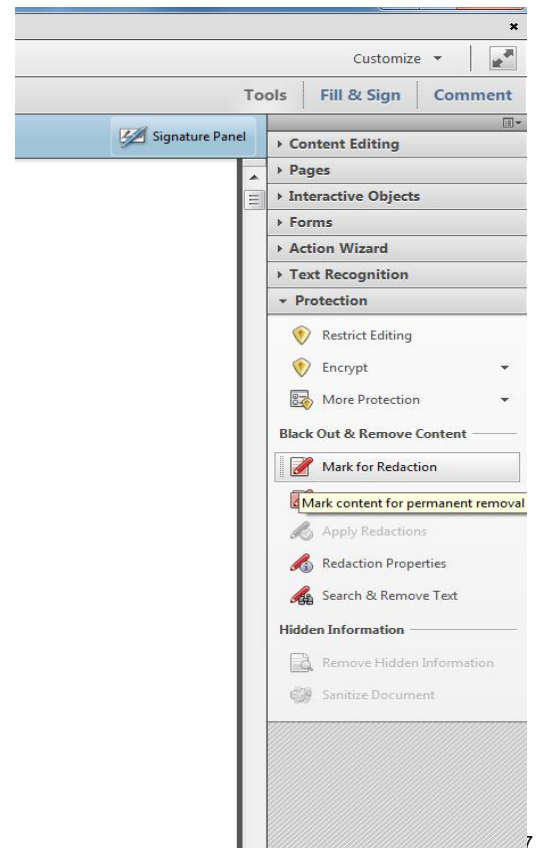 Customize
Tools Fill & Sign Comment
Signature Panel
Content Editing
Pages
Interactive Objects
Forms
Action Wizard
Text Recognition
Protection
Restrict Editing
Encrypt
More Protection
Black Out & Remove Content
Mark for Redaction
Mark content for permanent removal
Apply Redactions
Redaction Properties
Search & Remove Text
Hidden Information
Remove Hidden Information
Sanitize Document